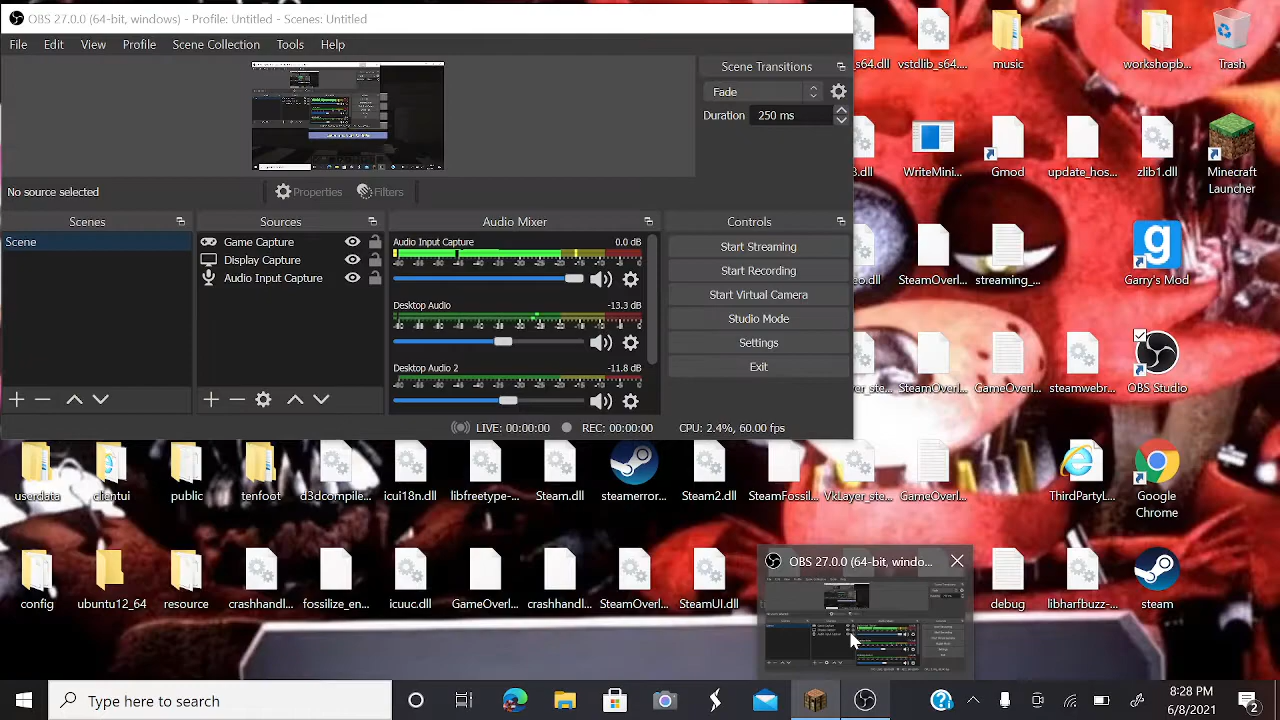 OBS 27.0.0 (64-bit, windows) - Profile: Untitled - Scenes: Untitled
File Edit View Profile Scene Collection Tools Help
Scene Transitions
Fade
Duration
No source selected
Properties
Filters
Scenes
Sources
Audio Mixer
Controls
Scene
Game Capture
Display Capture
Audio Input Capture
Audio Input Capture 0.0 dB
Desktop Audio -13.3 dB
Desktop Audio 2 -11.8 dB
Start Streaming
Start Recording
Start Virtual Camera
Studio Mode
Settings
Exit
LIVE: 00:00:00
REC: 00:00:00
CPU: 2.4%, 60.00 fps
vstdlib_s64....
music
workshopb...
Trash
WriteMini...
Gmod
update_hos...
zlib1.dll
Minecraft
Launcher
streaming_...
Garry's Mod
SteamOverl...
GameOverl...
steamwebr...
OBS Studio
userdata
clientui
public
tenfoot
d3dcompile...
icui18n.dll
libfreetype-...
Steam.dll
steamerror...
Steam2.dll
SteamFossil...
VkLayer_ste...
GameOverl...
ThirdPartyL...
Google
Chrome
config
ubuntu12_64
resource
SteamUI...
fossilize_en...
icuuc.dll
GameOverl...
crashhandl...
SteamOverl...
SteamOverl...
OBS 27.0.0 (64-bit, windo...
debug
libharfbuzz-...
steam
Type here to search
8:28 PM
6/8/2021
2